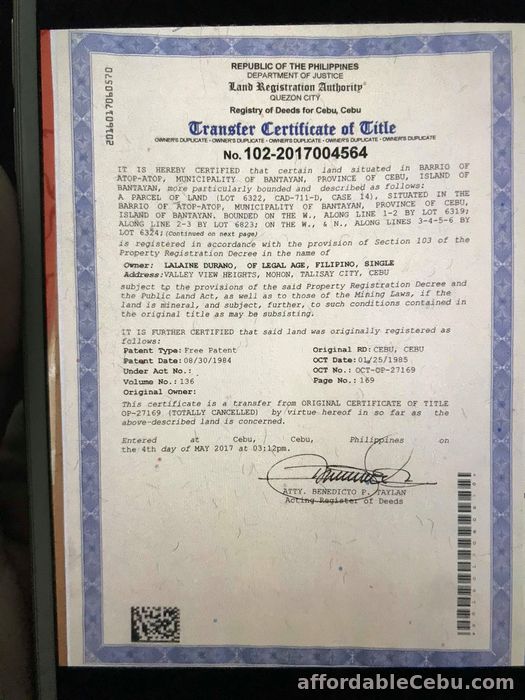 2016017060570
REPUBLIC OF THE PHILIPPINES
DEPARTMENT OF JUSTICE
Land Registration Authority
QUEZON CITY
Registry of Deeds for Cebu, Cebu
Transfer Certificate of Title
OWNER'S DUPLICATE - OWNER'S DUPLICATE - OWNER'S DUPLICATE - OWNER'S DUPLICATE - OWNER'S DUPLICATE
No. 102-2017004564
IT IS HEREBY CERTIFIED that certain land situated in BARRIO OF
ATOP-ATOP, MUNICIPALITY OF BANTAYAN, PROVINCE OF CEBU, ISLAND OF
BANTAYAN, more particularly bounded and described as follows:
A PARCEL OF LAND (LOT 6322, CAD-711-D, CASE 14), SITUATED IN THE
BARRIO OF ATOP-ATOP, MUNICIPALITY OF BANTAYAN, PROVINCE OF CEBU,
ISLAND OF BANTAYAN. BOUNDED ON THE W., ALONG LINE 1-2 BY LOT 6319;
ALONG LINE 2-3 BY LOT 6823; ON THE W., & N., ALONG LINES 3-4-5-6 BY
LOT 6324; (Continued on next page)
is registered in accordance with the provision of Section 103 of the
Property Registration Decree in the name of
Owner: LALAINE DURANO, OF LEGAL AGE, FILIPINO, SINGLE
Address: VALLEY VIEW HEIGHTS, MOHON, TALISAY CITY, CEBU
subject to the provisions of the said Property Registration Decree and
the Public Land Act, as well as to those of the Mining Laws, if the
land is mineral, and subject, further, to such conditions contained in
the original title as may be subsisting.
IT IS FURTHER CERTIFIED that said land was originally registered as
follows:
Patent Type: Free Patent Original RD: CEBU, CEBU
Patent Date: 08/30/1984 OCT Date: 01/25/1985
Under Act No.: . OCT No.: OCT-OP-27169
Volume No.: 136 Page No.: 169
Original Owner:
This certificate is a transfer from ORIGINAL CERTIFICATE OF TITLE
OP-27169 (TOTALLY CANCELLED) by virtue hereof in so far as the
above-described land is concerned.
Entered at Cebu, Cebu, Philippines on
the 4th day of MAY 2017 at 03:12pm.
ATTY. BENEDICTO P. TAYLAN
Acting Register of Deeds
affordableCebu.com